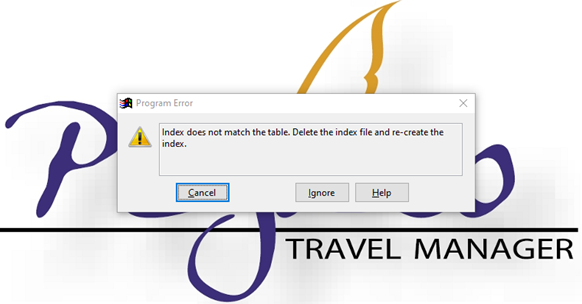 Program Error
Index does not match the table. Delete the index file and re-create the
index.
Cancel
Ignore
Help
TRAVEL MANAGER